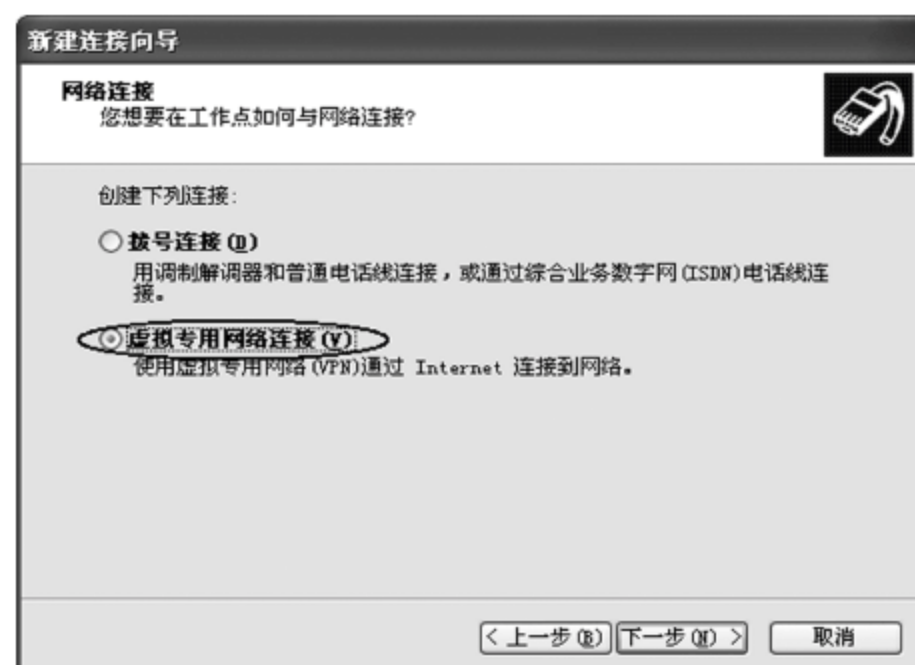 新建连接向导
网络连接
您想要在工作点如何与网络连接?
创建下列连接:
拨号连接(D)
用调制解调器和普通电话线连接，或通过综合业务数字网(ISDN)电话线连
接。
虚拟专用网络连接(V)
使用虚拟专用网络(VPN)通过 Internet 连接到网络。
< 上一步(B) 下一步(N) > 取消